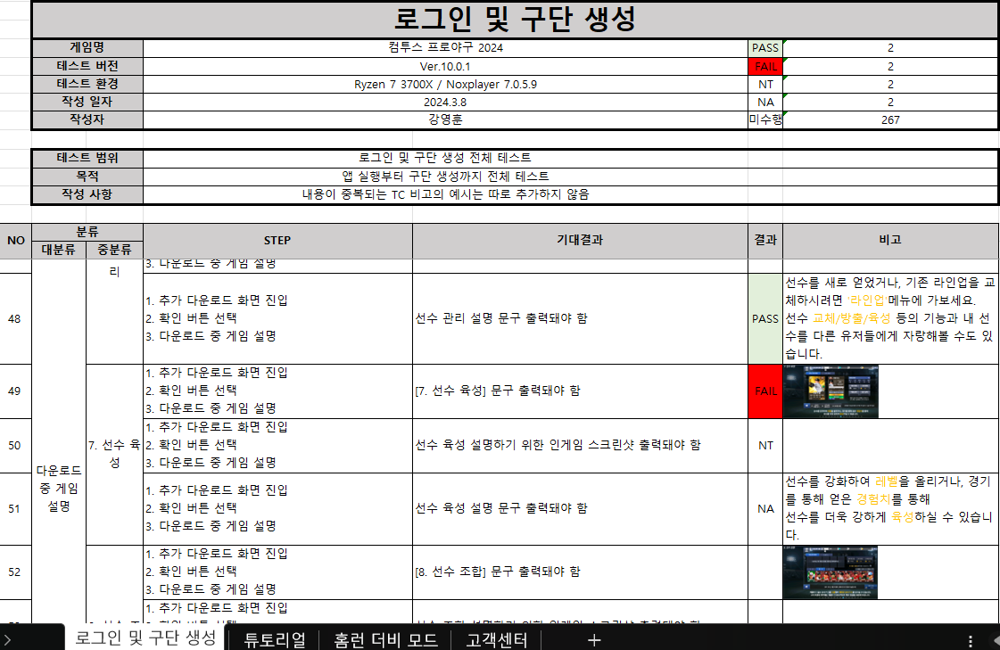 로그인 및 구단 생성
게임명 컴투스 프로야구 2024 PASS 2
테스트 버전 Ver.10.0.1 FAIL 2
테스트 환경 Ryzen 7 3700X / Noxplayer 7.0.5.9 NT 2
작성 일자 2024.3.8 NA 2
작성자 강영훈 미수행 267
테스트 범위 로그인 및 구단 생성 전체 테스트
목적 앱 실행부터 구단 생성까지 전체 테스트
작성 사항 내용이 중복되는 TC 비고의 예시는 따로 추가하지 않음
NO 분류 STEP 기대결과 결과 비고
대분류 중분류
리
3. 다운로드 중 게임 설명
48
1. 추가 다운로드 화면 진입
2. 확인 버튼 선택
3. 다운로드 중 게임 설명
선수 관리 설명 문구 출력돼야 함
PASS
선수를 새로 얻었거나, 기존 라인업을 교
체하시려면 '라인업'메뉴에 가보세요.
선수 교체/방출/육성 등의 기능과 내 선
수를 다른 유저들에게 자랑해볼 수도 있
습니다.
다운로드
중 게임
설명
7. 선수 육
성
49
1. 추가 다운로드 화면 진입
2. 확인 버튼 선택
3. 다운로드 중 게임 설명
[7. 선수 육성] 문구 출력돼야 함
FAIL
50
1. 추가 다운로드 화면 진입
2. 확인 버튼 선택
3. 다운로드 중 게임 설명
선수 육성 설명하기 위한 인게임 스크린샷 출력돼야 함
NT
51
1. 추가 다운로드 화면 진입
2. 확인 버튼 선택
3. 다운로드 중 게임 설명
선수 육성 설명 문구 출력돼야 함
NA
선수를 강화하여 레벨을 올리거나, 경기
를 통해 얻은 경험치를 통해
선수를 더욱 강하게 육성하실 수 있습니
다.
52
1. 추가 다운로드 화면 진입
2. 확인 버튼 선택
3. 다운로드 중 게임 설명
[8. 선수 조합] 문구 출력돼야 함
1. 추가 다운로드 화면 진입
로그인 및 구단 생성 튜토리얼 홈런 더비 모드 고객센터